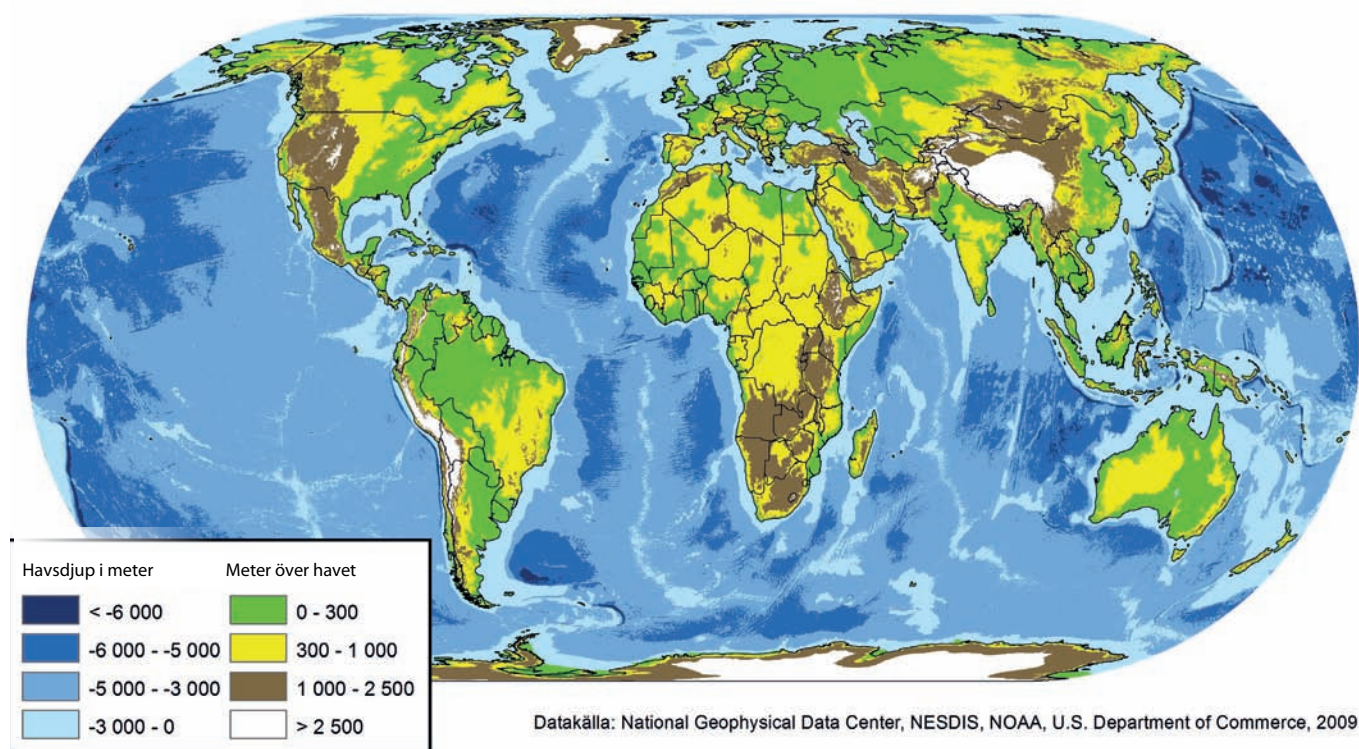 Havsdjup i meter Meter över havet
< -6 000 0 - 300
-6 000 - -5 000 300 - 1 000
-5 000 - -3 000 1 000 - 2 500
-3 000 - 0 > 2 500
Datakälla: National Geophysical Data Center, NESDIS, NOAA, U.S. Department of Commerce, 2009